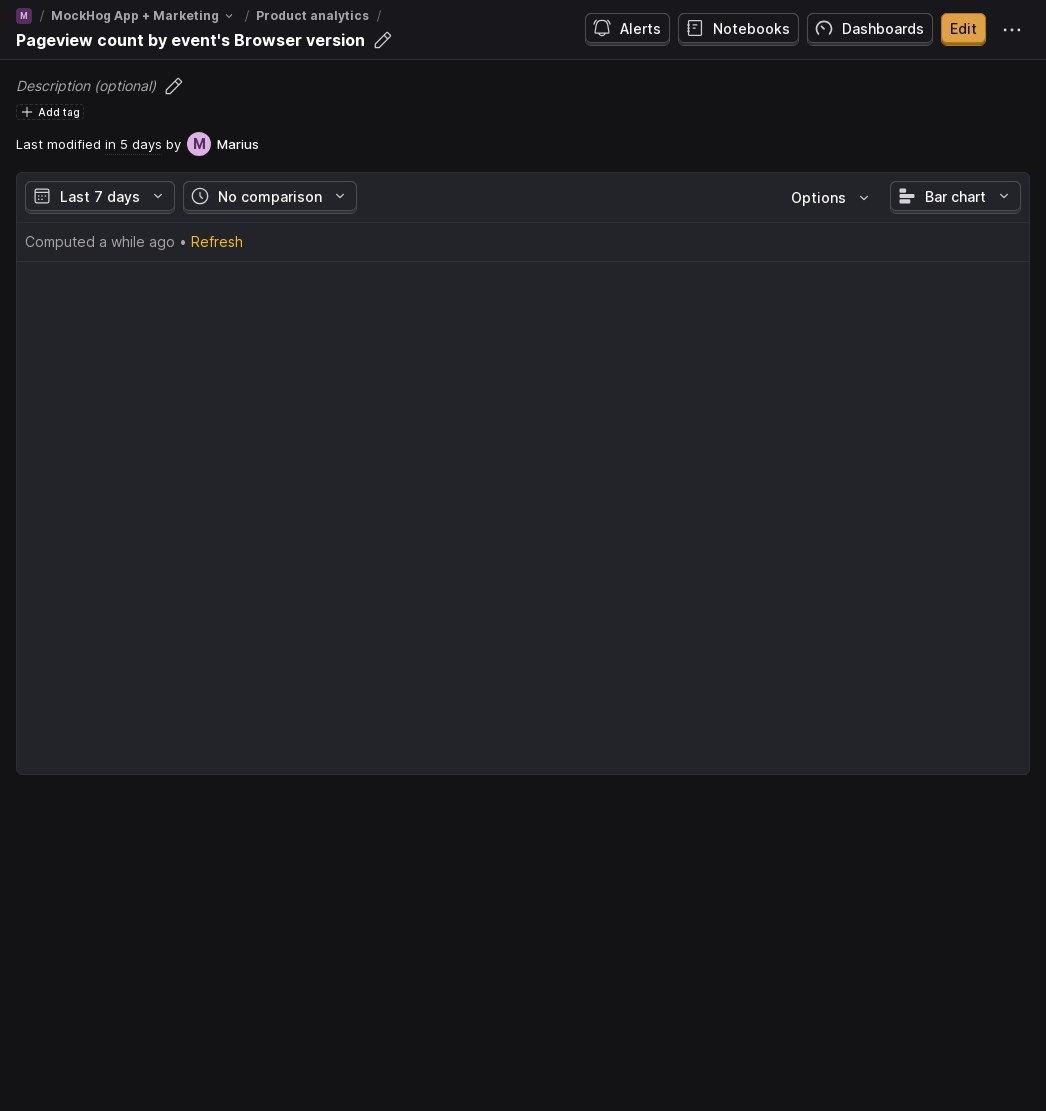 M / MockHog App + Marketing / Product analytics /
Pageview count by event's Browser version
Alerts Notebooks Dashboards Edit
Description (optional)
Add tag
Last modified in 5 days by M Marius
Last 7 days No comparison Options Bar chart
Computed a while ago • Refresh